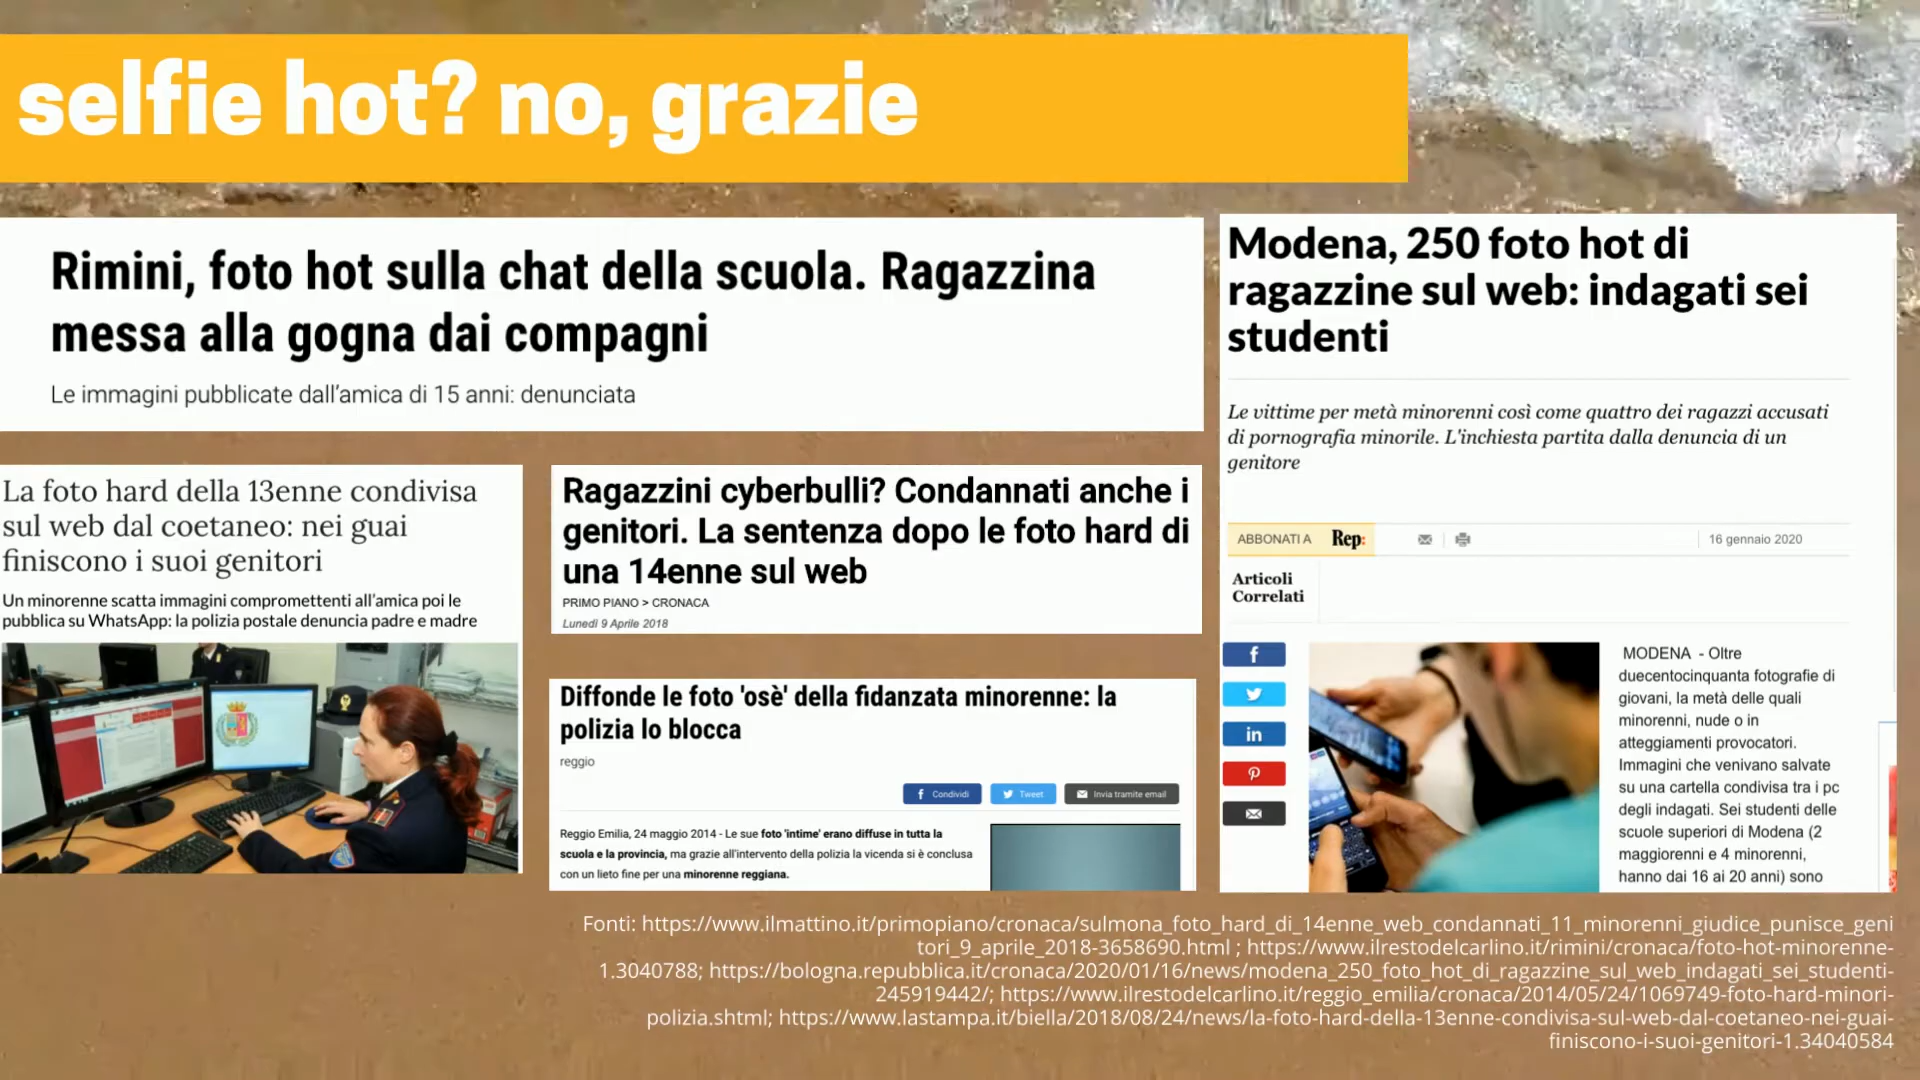 selfie hot? no, grazie
Rimini, foto hot sulla chat della scuola. Ragazzina
messa alla gogna dai compagni
Le immagini pubblicate dall'amica di 15 anni: denunciata
La foto hard della 13enne condivisa
sul web dal coetaneo: nei guai
finiscono i suoi genitori
Un minorenne scatta immagini compromettenti all'amica poi le
pubblica su WhatsApp: la polizia postale denuncia padre e madre
Ragazzini cyberbulli? Condannati anche i
genitori. La sentenza dopo le foto hard di
una 14enne sul web
PRIMO PIANO > CRONACA
Lunedì 9 Aprile 2018
Diffonde le foto 'osè' della fidanzata minorenne: la
polizia lo blocca
reggio
Condividi
Tweet
Invia tramite email
Reggio Emilia, 24 maggio 2014 - Le sue foto 'intime' erano diffuse in tutta la
scuola e la provincia, ma grazie all'intervento della polizia la vicenda si è conclusa
con un lieto fine per una minorenne reggiana.
Modena, 250 foto hot di
ragazzine sul web: indagati sei
studenti
Le vittime per metà minorenni così come quattro dei ragazzi accusati
di pornografia minorile. L'inchiesta partita dalla denuncia di un
genitore
ABBONATI A Rep:
16 gennaio 2020
Articoli
Correlati
MODENA - Oltre
duecentocinquanta fotografie di
giovani, la metà delle quali
minorenni, nude o in
atteggiamenti provocatori.
Immagini che venivano salvate
su una cartella condivisa tra i pc
degli indagati. Sei studenti delle
scuole superiori di Modena (2
maggiorenni e 4 minorenni,
hanno dai 16 ai 20 anni) sono
Fonti: https://www.ilmattino.it/primopiano/cronaca/sulmona_foto_hard_di_14enne_web_condannati_11_minorenni_giudice_punisce_geni
tori_9_aprile_2018-3658690.html ; https://www.ilrestodelcarlino.it/rimini/cronaca/foto-hot-minorenne-
1.3040788; https://bologna.repubblica.it/cronaca/2020/01/16/news/modena_250_foto_hot_di_ragazzine_sul_web_indagati_sei_studenti-
245919442/; https://www.ilrestodelcarlino.it/reggio_emilia/cronaca/2014/05/24/1069749-foto-hard-minori-
polizia.shtml; https://www.lastampa.it/biella/2018/08/24/news/la-foto-hard-della-13enne-condivisa-sul-web-dal-coetaneo-nei-guai-
finiscono-i-suoi-genitori-1.34040584